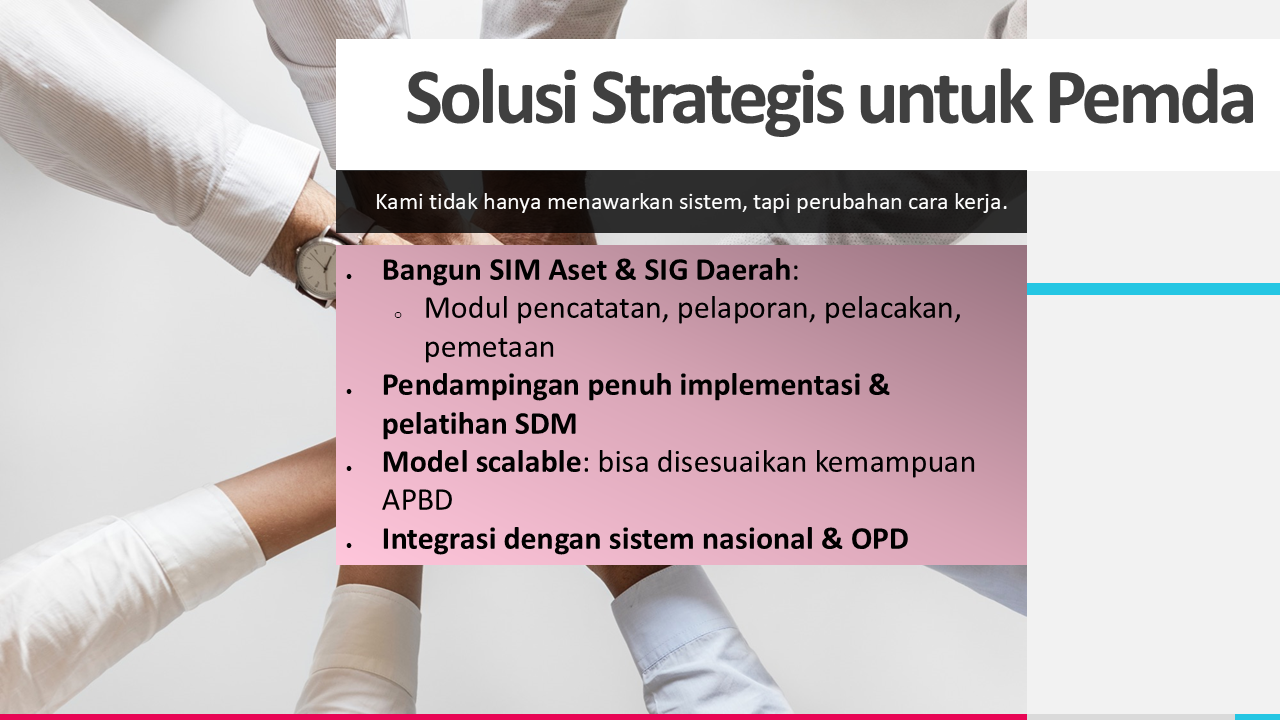 Solusi Strategis untuk Pemda
Kami tidak hanya menawarkan sistem, tapi perubahan cara kerja.
• Bangun SIM Aset & SIG Daerah:
○ Modul pencatatan, pelaporan, pelacakan,
pemetaan
• Pendampingan penuh implementasi &
pelatihan SDM
• Model scalable: bisa disesuaikan kemampuan
APBD
• Integrasi dengan sistem nasional & OPD